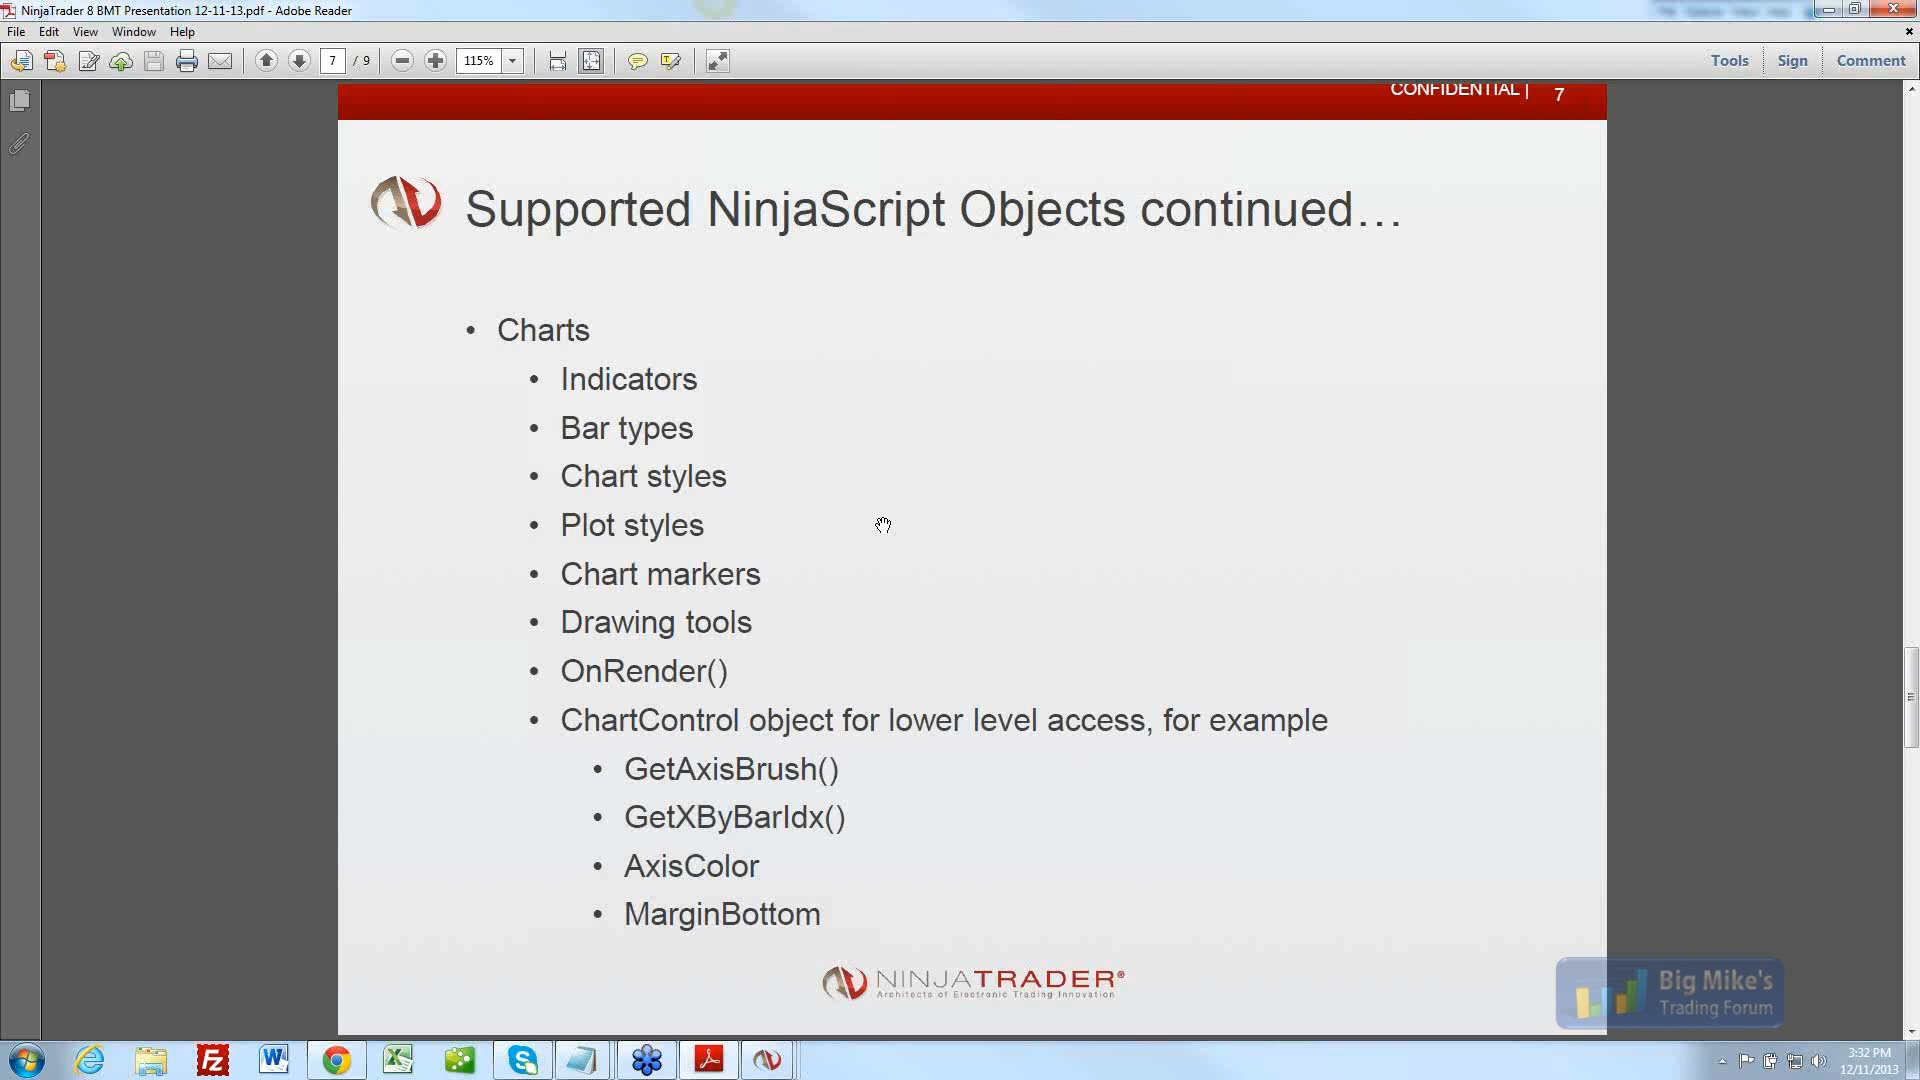 NinjaTrader 8 BMT Presentation 12-11-13.pdf - Adobe Reader
File Edit View Window Help
7 / 9 115% Tools Sign Comment
CONFIDENTIAL | 7
Supported NinjaScript Objects continued…
• Charts
• Indicators
• Bar types
• Chart styles
• Plot styles
• Chart markers
• Drawing tools
• OnRender()
• ChartControl object for lower level access, for example
• GetAxisBrush()
• GetXByBarIdx()
• AxisColor
• MarginBottom
NINJATRADER®
Architects of Electronic Trading Innovation
Big Mike's
Trading Forum
3:32 PM
12/11/2013